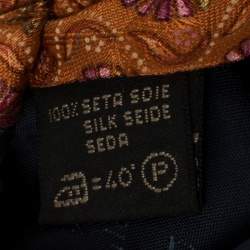 100% SETA SOIE
SILK SEIDE
SEDA
=40° P